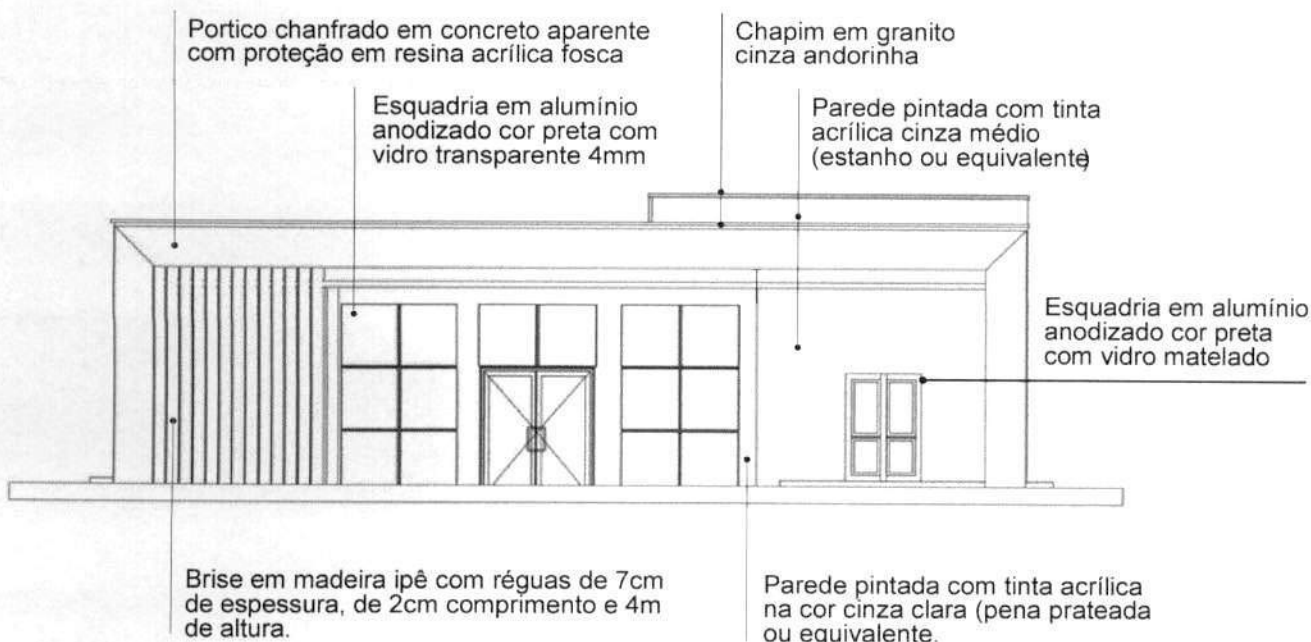 Portico chanfrado em concreto aparente
com proteção em resina acrílica fosca
Chapim em granito
cinza andorinha
Esquadria em alumínio
anodizado cor preta com
vidro transparente 4mm
Parede pintada com tinta
acrílica cinza médio
(estanho ou equivalente)
Esquadria em alumínio
anodizado cor preta
com vidro matelado
Brise em madeira ipê com réguas de 7cm
de espessura, de 2cm comprimento e 4m
de altura.
Parede pintada com tinta acrílica
na cor cinza clara (pena prateada
ou equivalente.